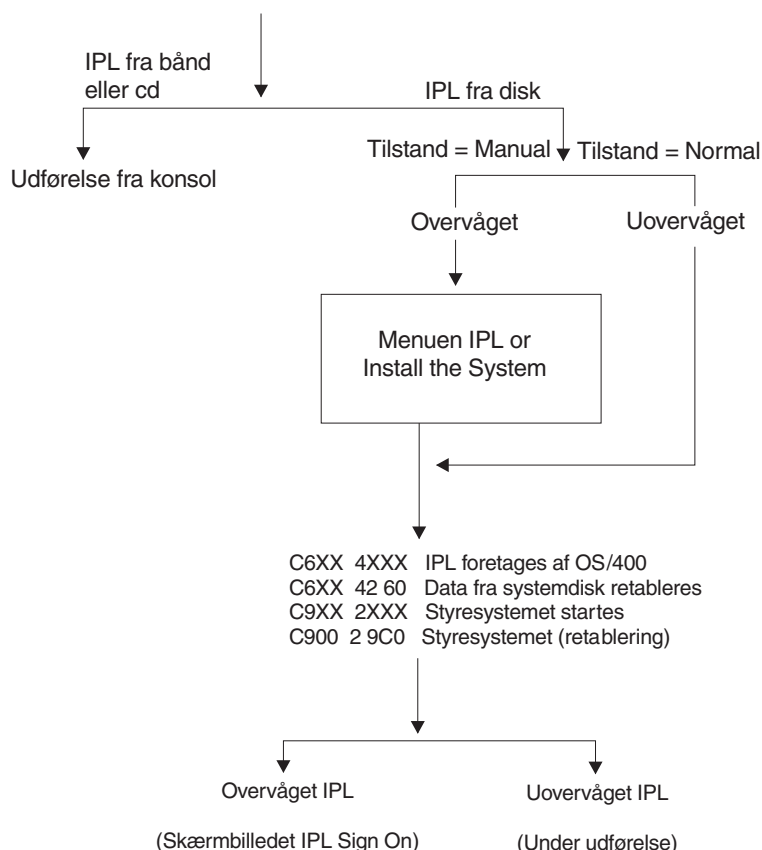 IPL fra bånd
eller cd
IPL fra disk
Tilstand = Manual
Tilstand = Normal
Udførelse fra konsol
Overvåget
Uovervåget
Menuen IPL or
Install the System
C6XX 4XXX IPL foretages af OS/400
C6XX 42 60 Data fra systemdisk retableres
C9XX 2XXX Styresystemet startes
C900 2 9C0 Styresystemet (retablering)
Overvåget IPL
Uovervåget IPL
(Skærmbilledet IPL Sign On)
(Under udførelse)